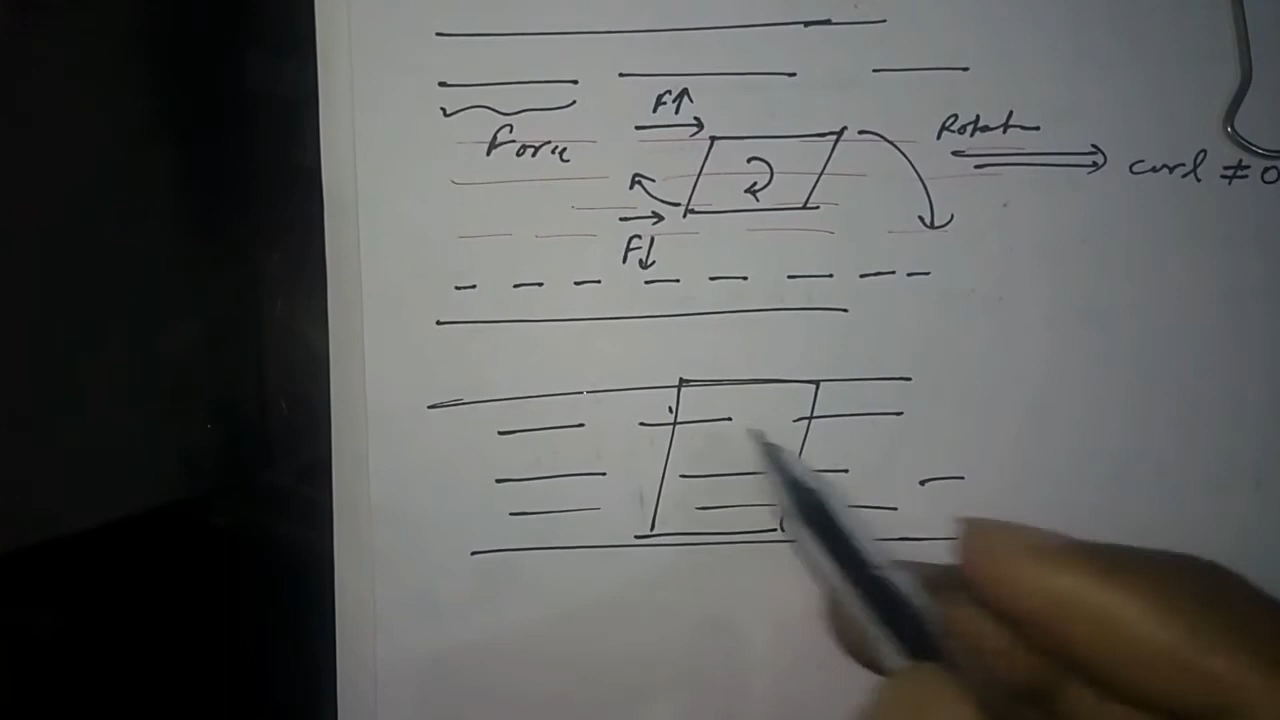 F↑
Rotate
Force
curl ≠ 0
F↓